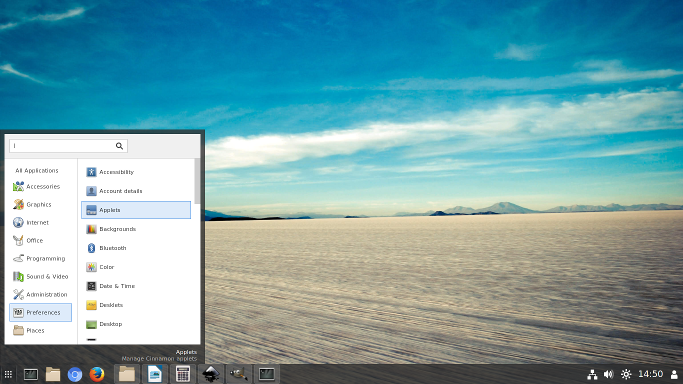 All Applications
Accessories
Graphics
Internet
Office
Programming
Sound & Video
Administration
Preferences
Places
Accessibility
Account details
Applets
Backgrounds
Bluetooth
Color
Date & Time
Desklets
Desktop
Applets
Manage Cinnamon applets
14:50